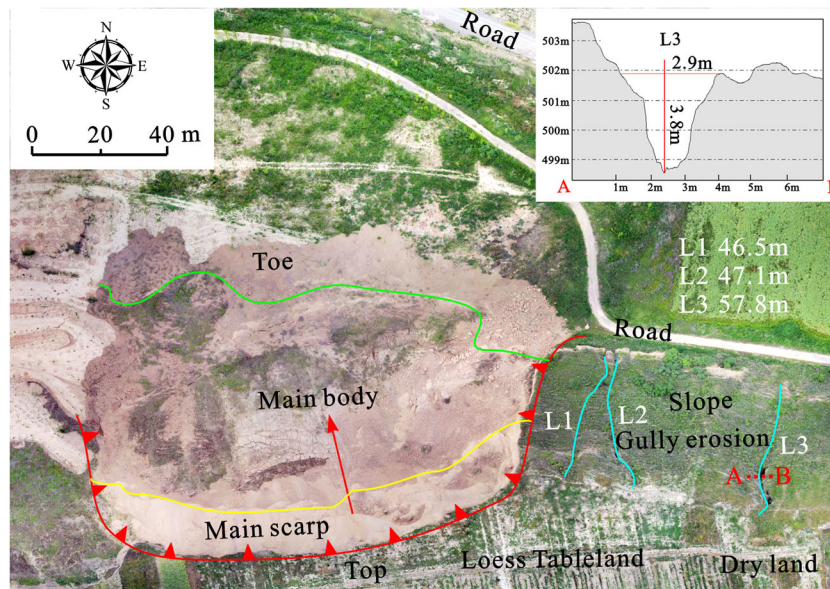 N
W E
S
0 20 40 m
Road
L3
2.9m
3.8m
503m
502m
501m
500m
499m
A 1m 2m 3m 4m 5m 6m
L1 46.5m
L2 47.1m
L3 57.8m
Toe
Road
Main body
L1
L2
Slope
Gully erosion
L3
A B
Main scarp
Top
Loess Tableland
Dry land